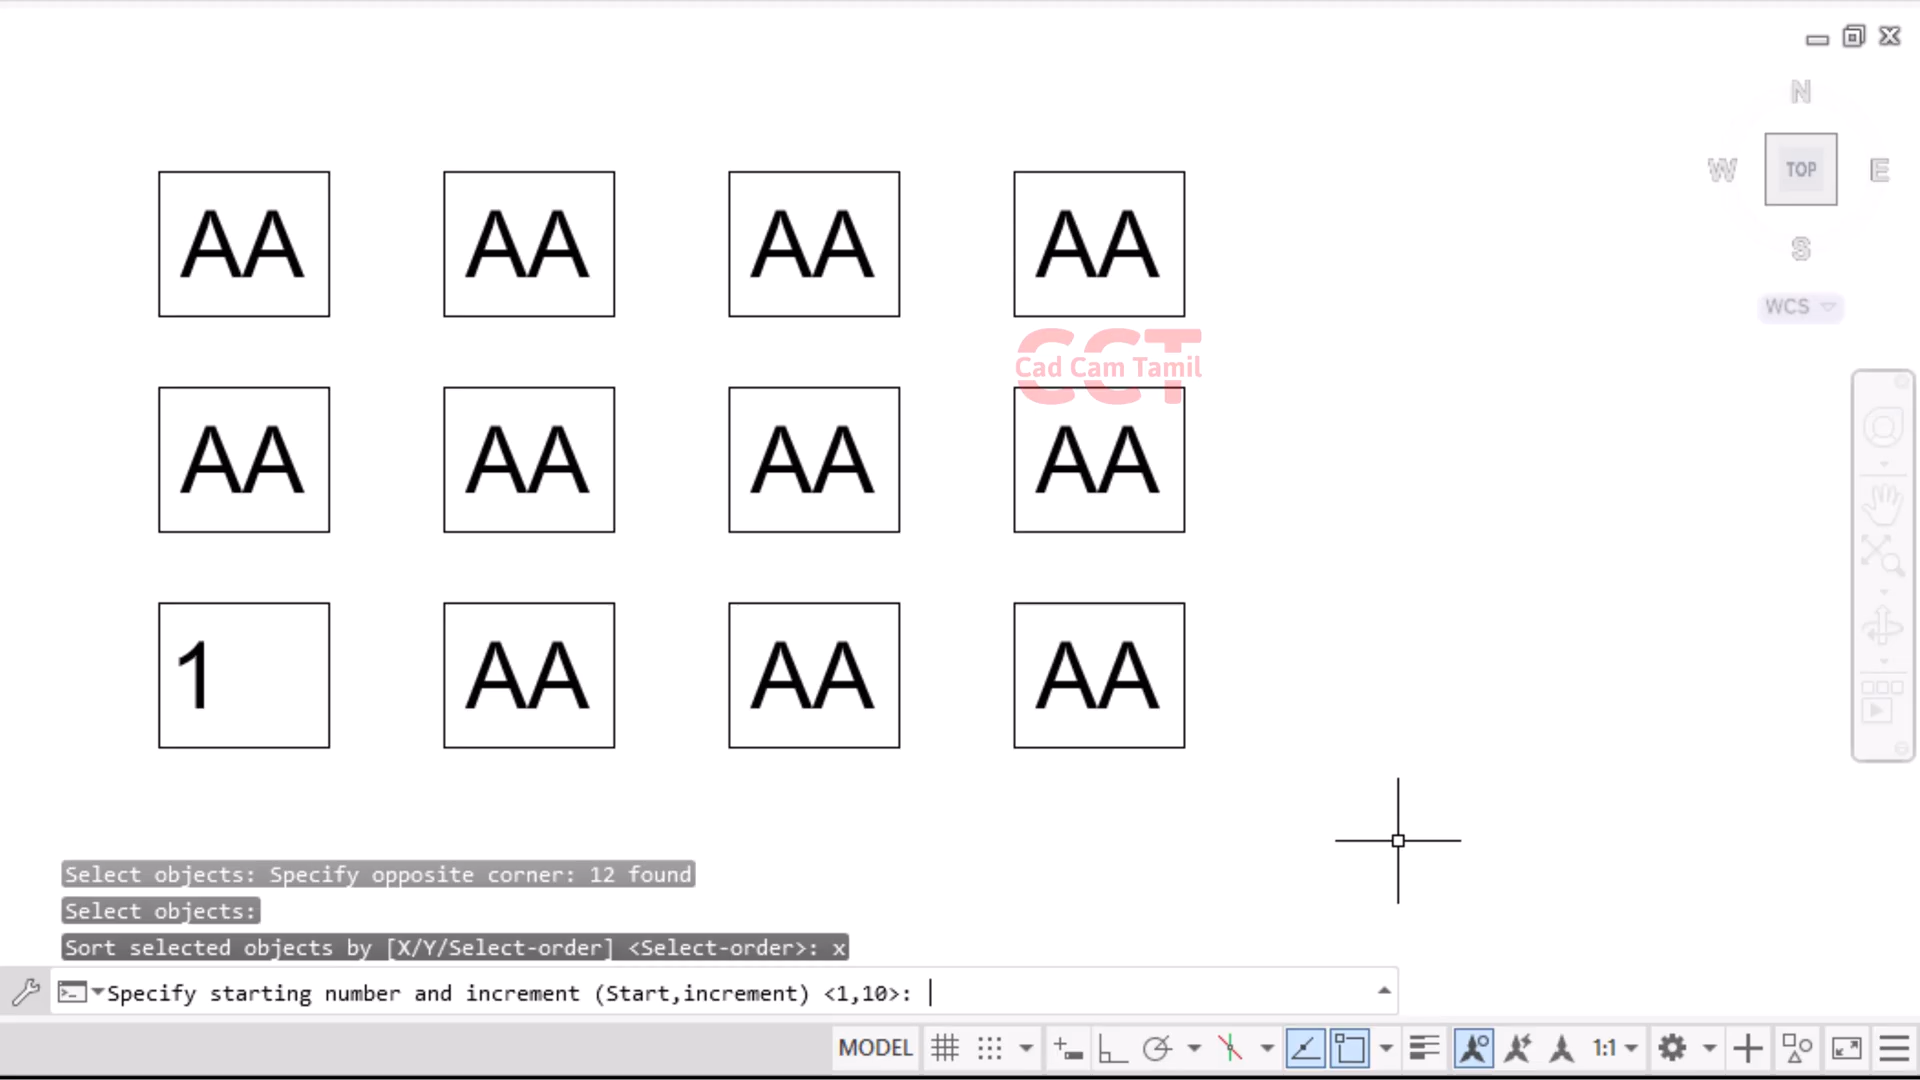 N
W TOP E
S
WCS
AA AA AA AA
CCT
Cad Cam Tamil
AA AA AA AA
1 AA AA AA
Select objects: Specify opposite corner: 12 found
Select objects:
Sort selected objects by [X/Y/Select-order] <Select-order>: x
Specify starting number and increment (Start,increment) <1,10>:
MODEL 1:1